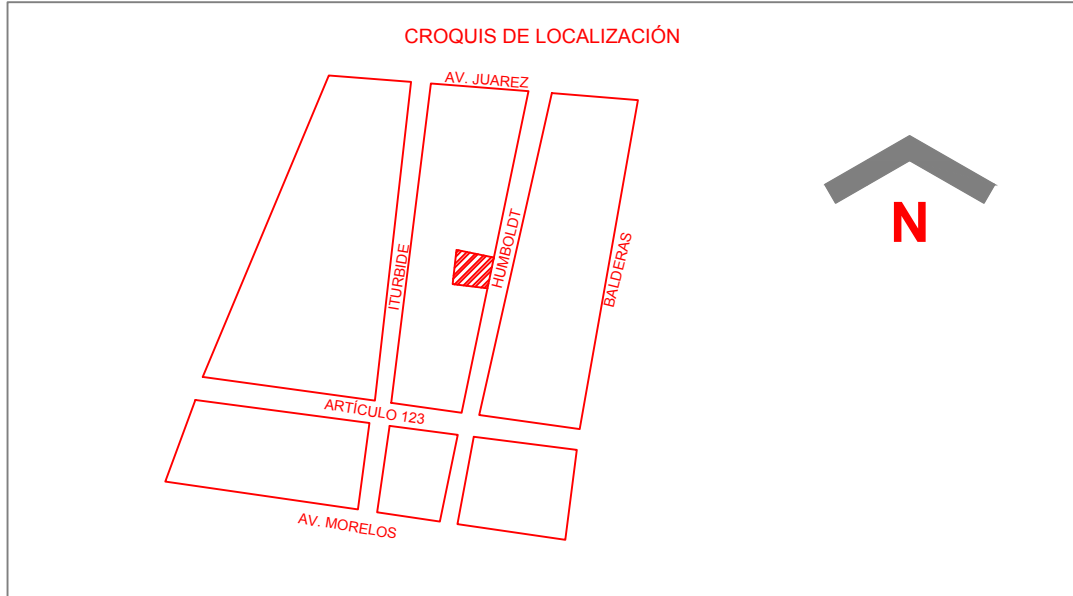 CROQUIS DE LOCALIZACIÓN
AV. JUAREZ
ITURBIDE
HUMBOLDT
BALDERAS
N
ARTÍCULO 123
AV. MORELOS